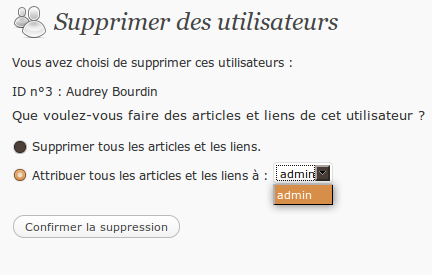 Supprimer des utilisateurs
Vous avez choisi de supprimer ces utilisateurs :
ID n°3 : Audrey Bourdin
Que voulez-vous faire des articles et liens de cet utilisateur ?
Supprimer tous les articles et les liens.
Attribuer tous les articles et les liens à : admin
admin
Confirmer la suppression